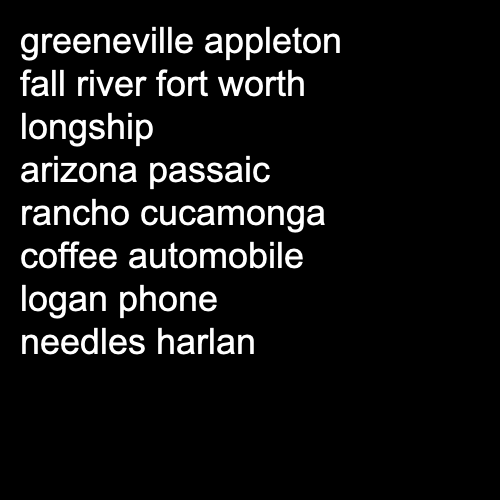 greeneville appleton
fall river fort worth
longship
arizona passaic
rancho cucamonga
coffee automobile
logan phone
needles harlan